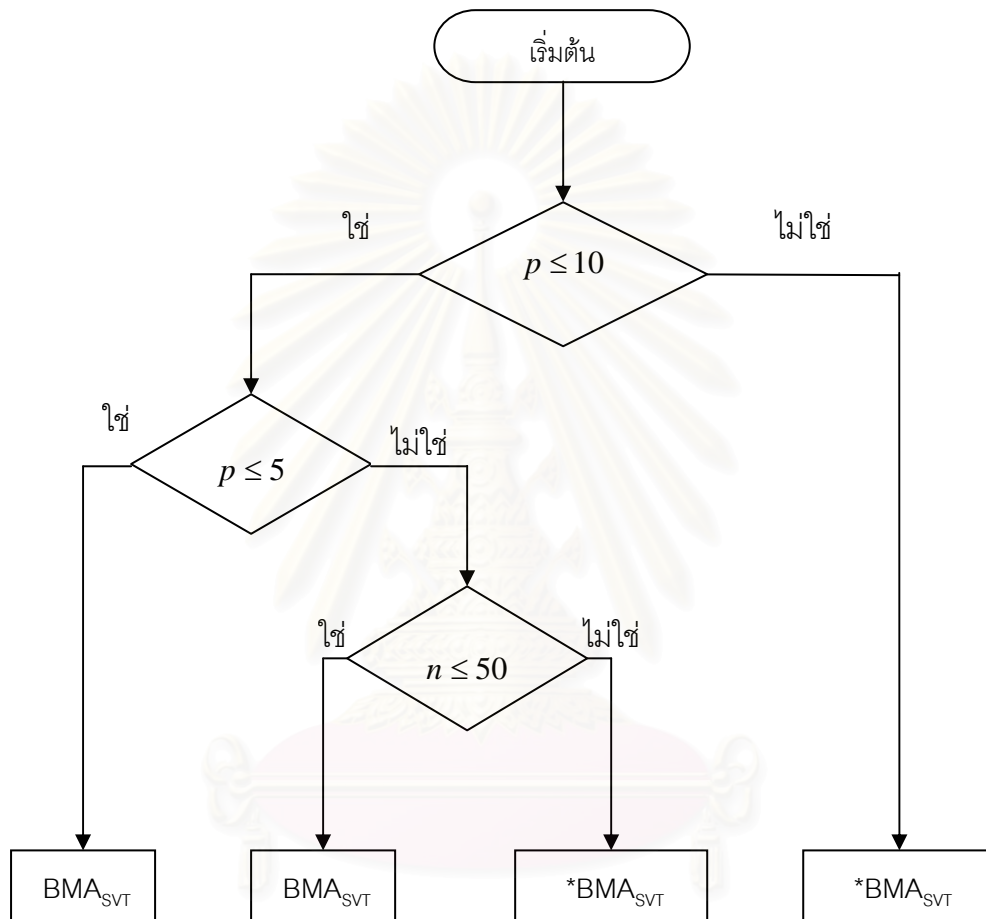 เริ่มต้น
ใช่
ไม่ใช่
p ≤ 10
ใช่
ไม่ใช่
p ≤ 5
ใช่
ไม่ใช่
n ≤ 50
BMA_SVT
BMA_SVT
*BMA_SVT
*BMA_SVT